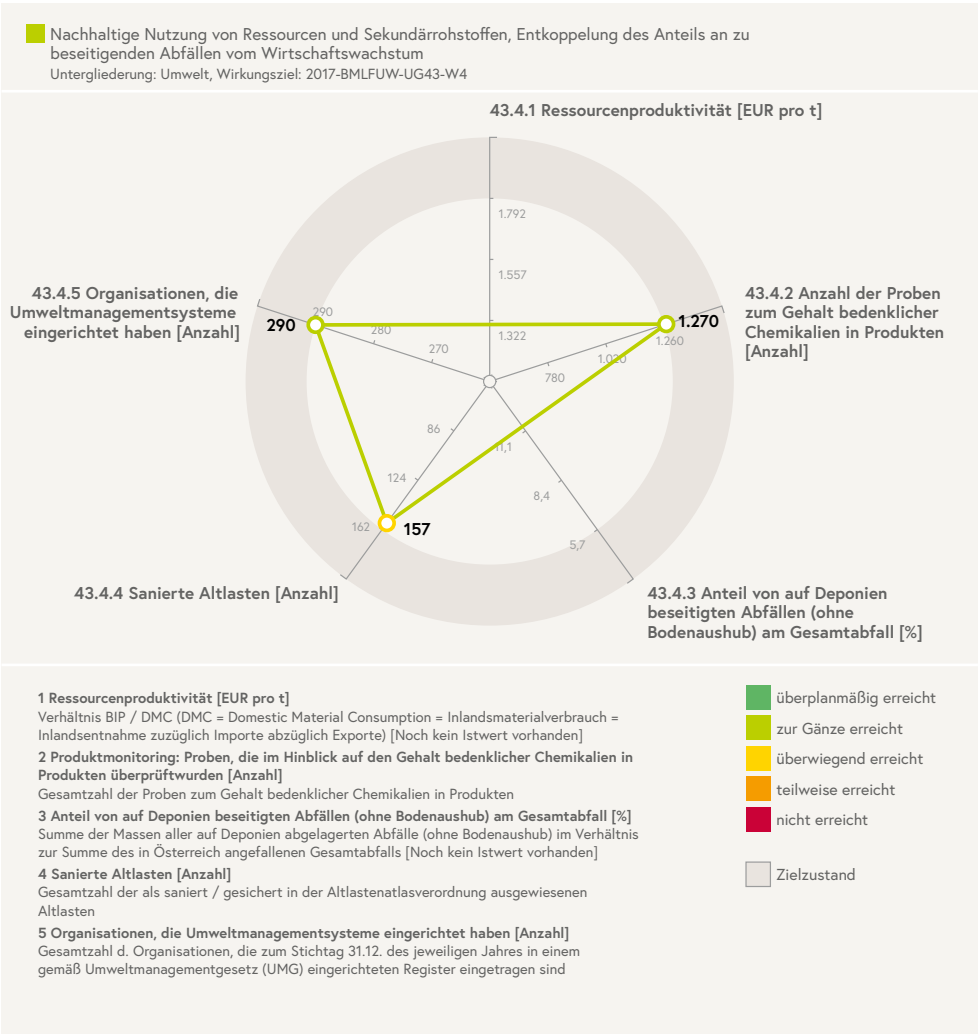 Nachhaltige Nutzung von Ressourcen und Sekundärrohstoffen, Entkoppelung des Anteils an zu
beseitigenden Abfällen vom Wirtschaftswachstum
Untergliederung: Umwelt, Wirkungsziel: 2017-BMLFUW-UG43-W4
43.4.1 Ressourcenproduktivität [EUR pro t]
1.792
1.557
1.322
43.4.5 Organisationen, die
Umweltmanagementsysteme
eingerichtet haben [Anzahl]
290
290
280
270
43.4.2 Anzahl der Proben
zum Gehalt bedenklicher
Chemikalien in Produkten
[Anzahl]
1.270
1.260
1.020
780
86
124
162
157
11,1
8,4
5,7
43.4.4 Sanierte Altlasten [Anzahl]
43.4.3 Anteil von auf Deponien
beseitigten Abfällen (ohne
Bodenaushub) am Gesamtabfall [%]
1 Ressourcenproduktivität [EUR pro t]
Verhältnis BIP / DMC (DMC = Domestic Material Consumption = Inlandsmaterialverbrauch =
Inlandsentnahme zuzüglich Importe abzüglich Exporte) [Noch kein Istwert vorhanden]
2 Produktmonitoring: Proben, die im Hinblick auf den Gehalt bedenklicher Chemikalien in
Produkten überprüftwurden [Anzahl]
Gesamtzahl der Proben zum Gehalt bedenklicher Chemikalien in Produkten
3 Anteil von auf Deponien beseitigten Abfällen (ohne Bodenaushub) am Gesamtabfall [%]
Summe der Massen aller auf Deponien abgelagerten Abfälle (ohne Bodenaushub) im Verhältnis
zur Summe des in Österreich angefallenen Gesamtabfalls [Noch kein Istwert vorhanden]
4 Sanierte Altlasten [Anzahl]
Gesamtzahl der als saniert / gesichert in der Altlastenatlasverordnung ausgewiesenen
Altlasten
5 Organisationen, die Umweltmanagementsysteme eingerichtet haben [Anzahl]
Gesamtzahl d. Organisationen, die zum Stichtag 31.12. des jeweiligen Jahres in einem
gemäß Umweltmanagementgesetz (UMG) eingerichteten Register eingetragen sind
überplanmäßig erreicht
zur Gänze erreicht
überwiegend erreicht
teilweise erreicht
nicht erreicht
Zielzustand